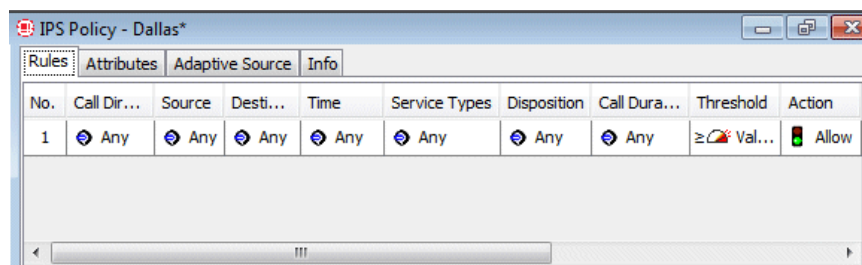 IPS Policy - Dallas*
Rules Attributes Adaptive Source Info
No. Call Dir... Source Desti... Time Service Types Disposition Call Dura... Threshold Action
1 Any Any Any Any Any Any Any ≥ Val... Allow